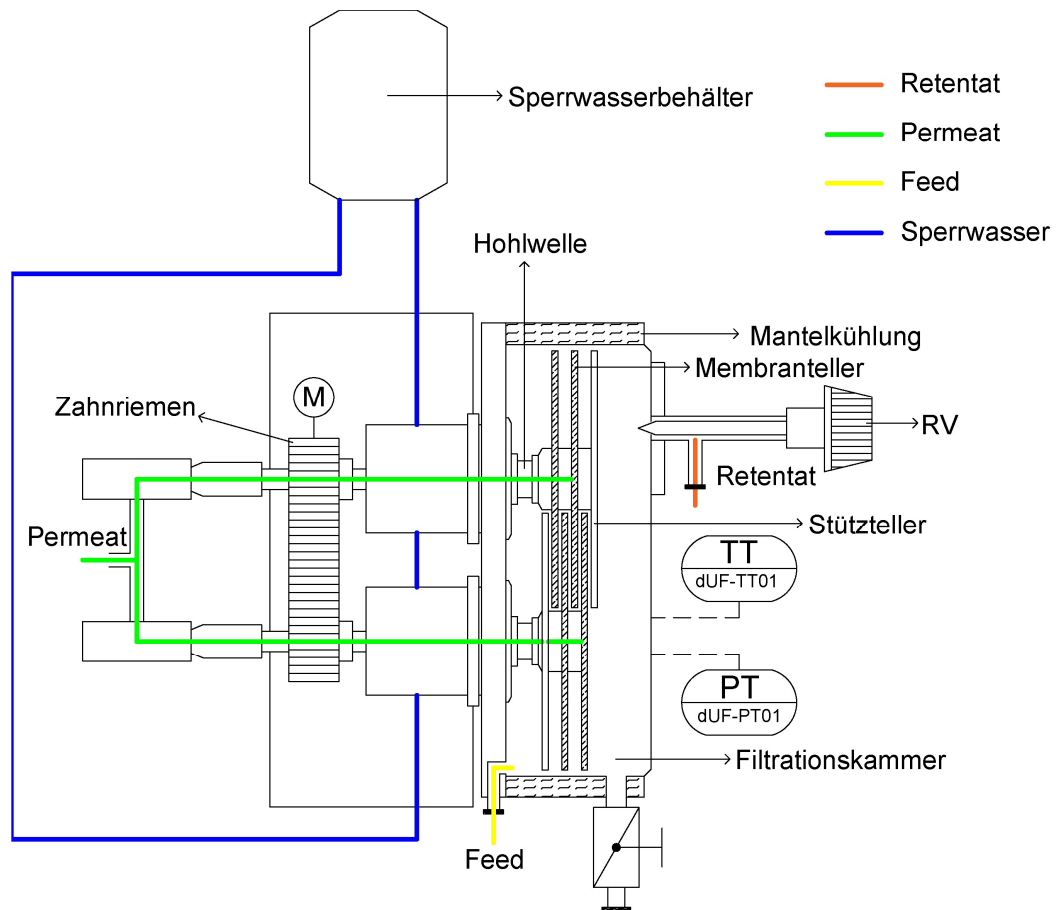 Sperrwasserbehälter
Retentat
Permeat
Feed
Sperrwasser
Hohlwelle
Mantelkühlung
Membranteller
Zahnriemen
M
RV
Retentat
Stützteller
Permeat
TT
dUF-TT01
PT
dUF-PT01
Filtrationskammer
Feed